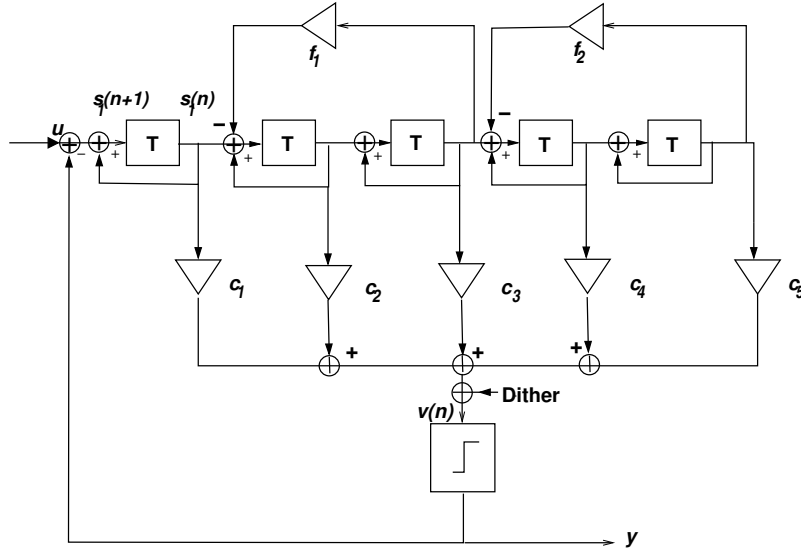 f1
f2
s1(n+1) s1(n)
u
T T T T T
c1 c2 c3 c4 c5
Dither
v(n)
y